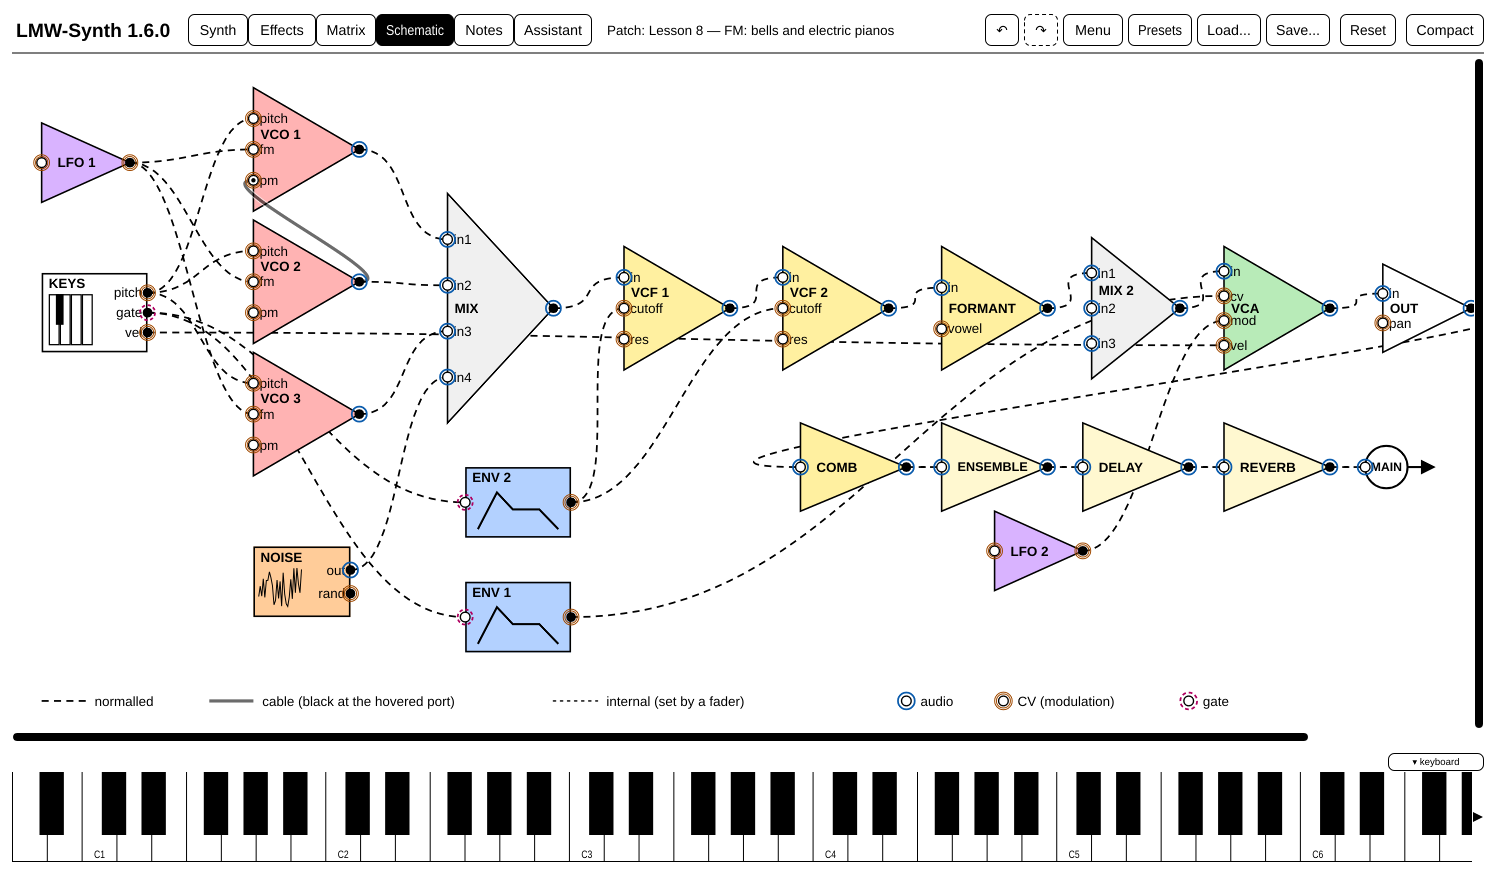 LMW-Synth 1.6.0 Synth Effects Matrix Schematic Notes Assistant Patch: Lesson 8 — FM: bells and electric pianos ↶ ↷ Menu Presets Load... Save... Reset Compact
LFO 1
pitch
VCO 1
fm
pm
KEYS
pitch
gate
vel
pitch
VCO 2
fm
pm
pitch
VCO 3
fm
pm
NOISE
out
rand
in1
in2
MIX
in3
in4
ENV 2
ENV 1
in
VCF 1
cutoff
res
in
VCF 2
cutoff
res
in
FORMANT
vowel
in1
MIX 2
in2
in3
in
cv
VCA
mod
vel
in
OUT
pan
COMB
ENSEMBLE
DELAY
REVERB
MAIN
LFO 2
normalled cable (black at the hovered port) internal (set by a fader) audio CV (modulation) gate
▾ keyboard
C1 C2 C3 C4 C5 C6